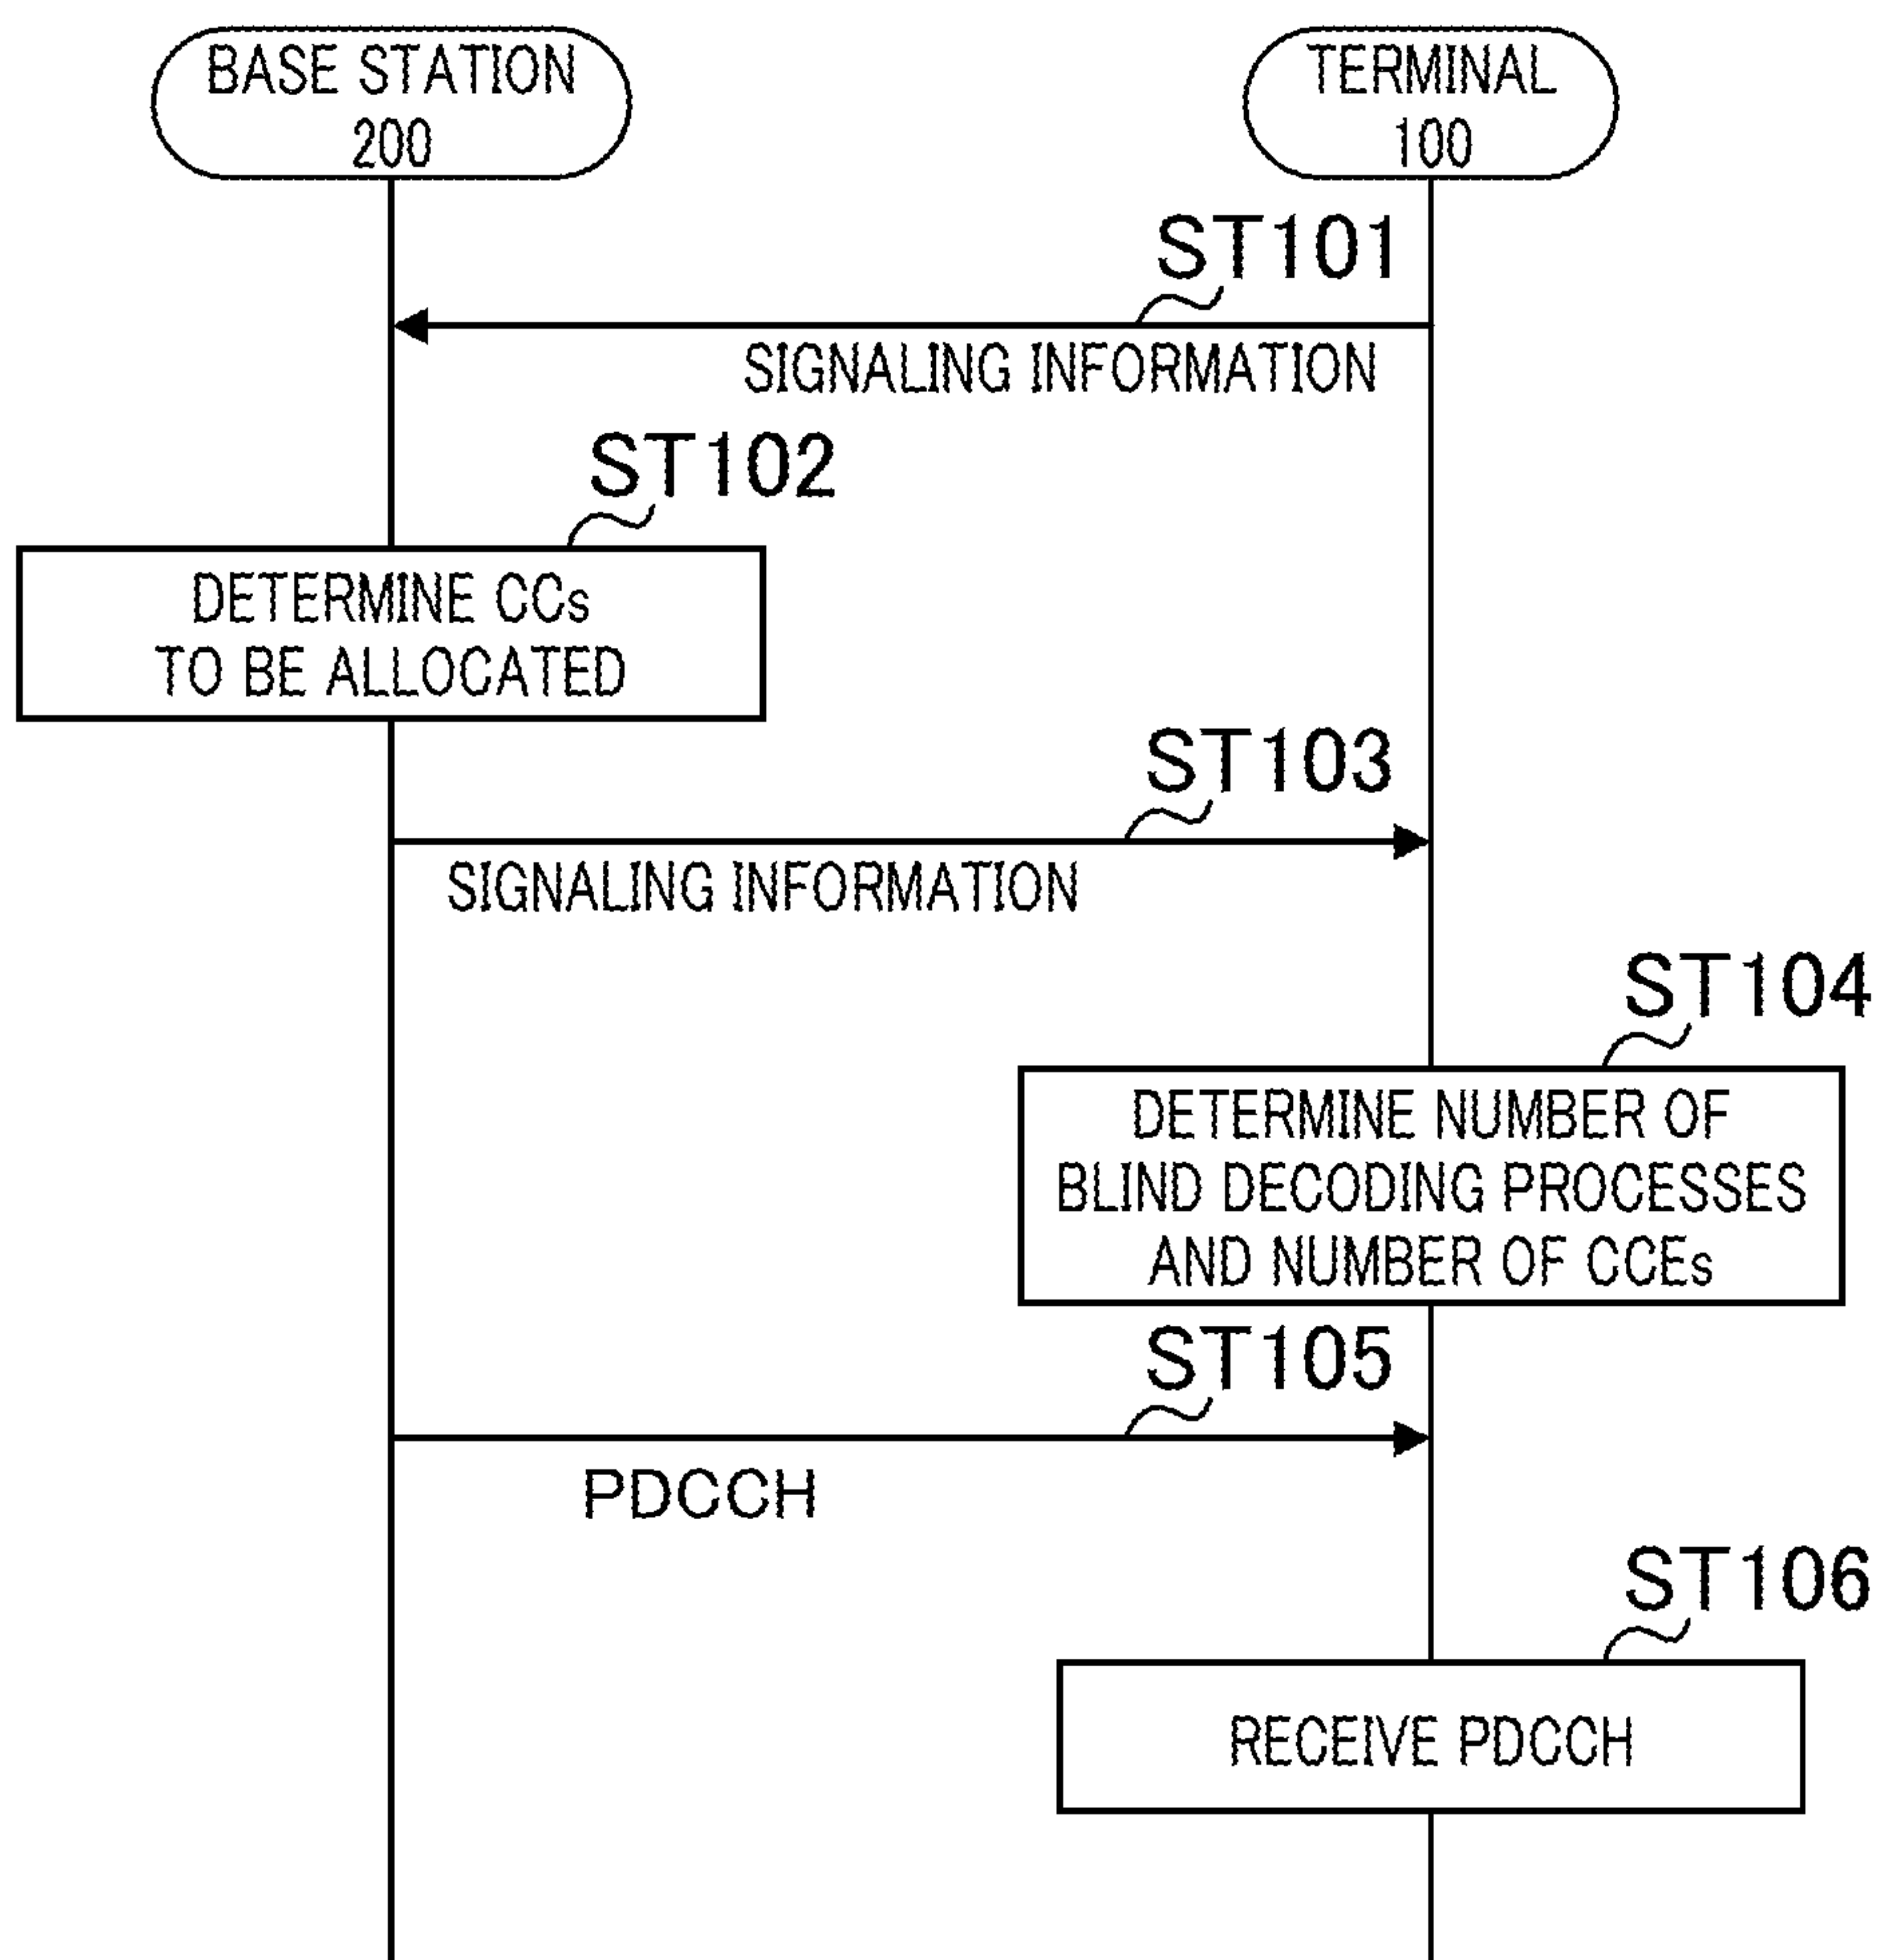 BASE STATION
200
TERMINAL
100
ST101
SIGNALING INFORMATION
ST102
DETERMINE CCs
TO BE ALLOCATED
ST103
SIGNALING INFORMATION
ST104
DETERMINE NUMBER OF
BLIND DECODING PROCESSES
AND NUMBER OF CCEs
ST105
PDCCH
ST106
RECEIVE PDCCH